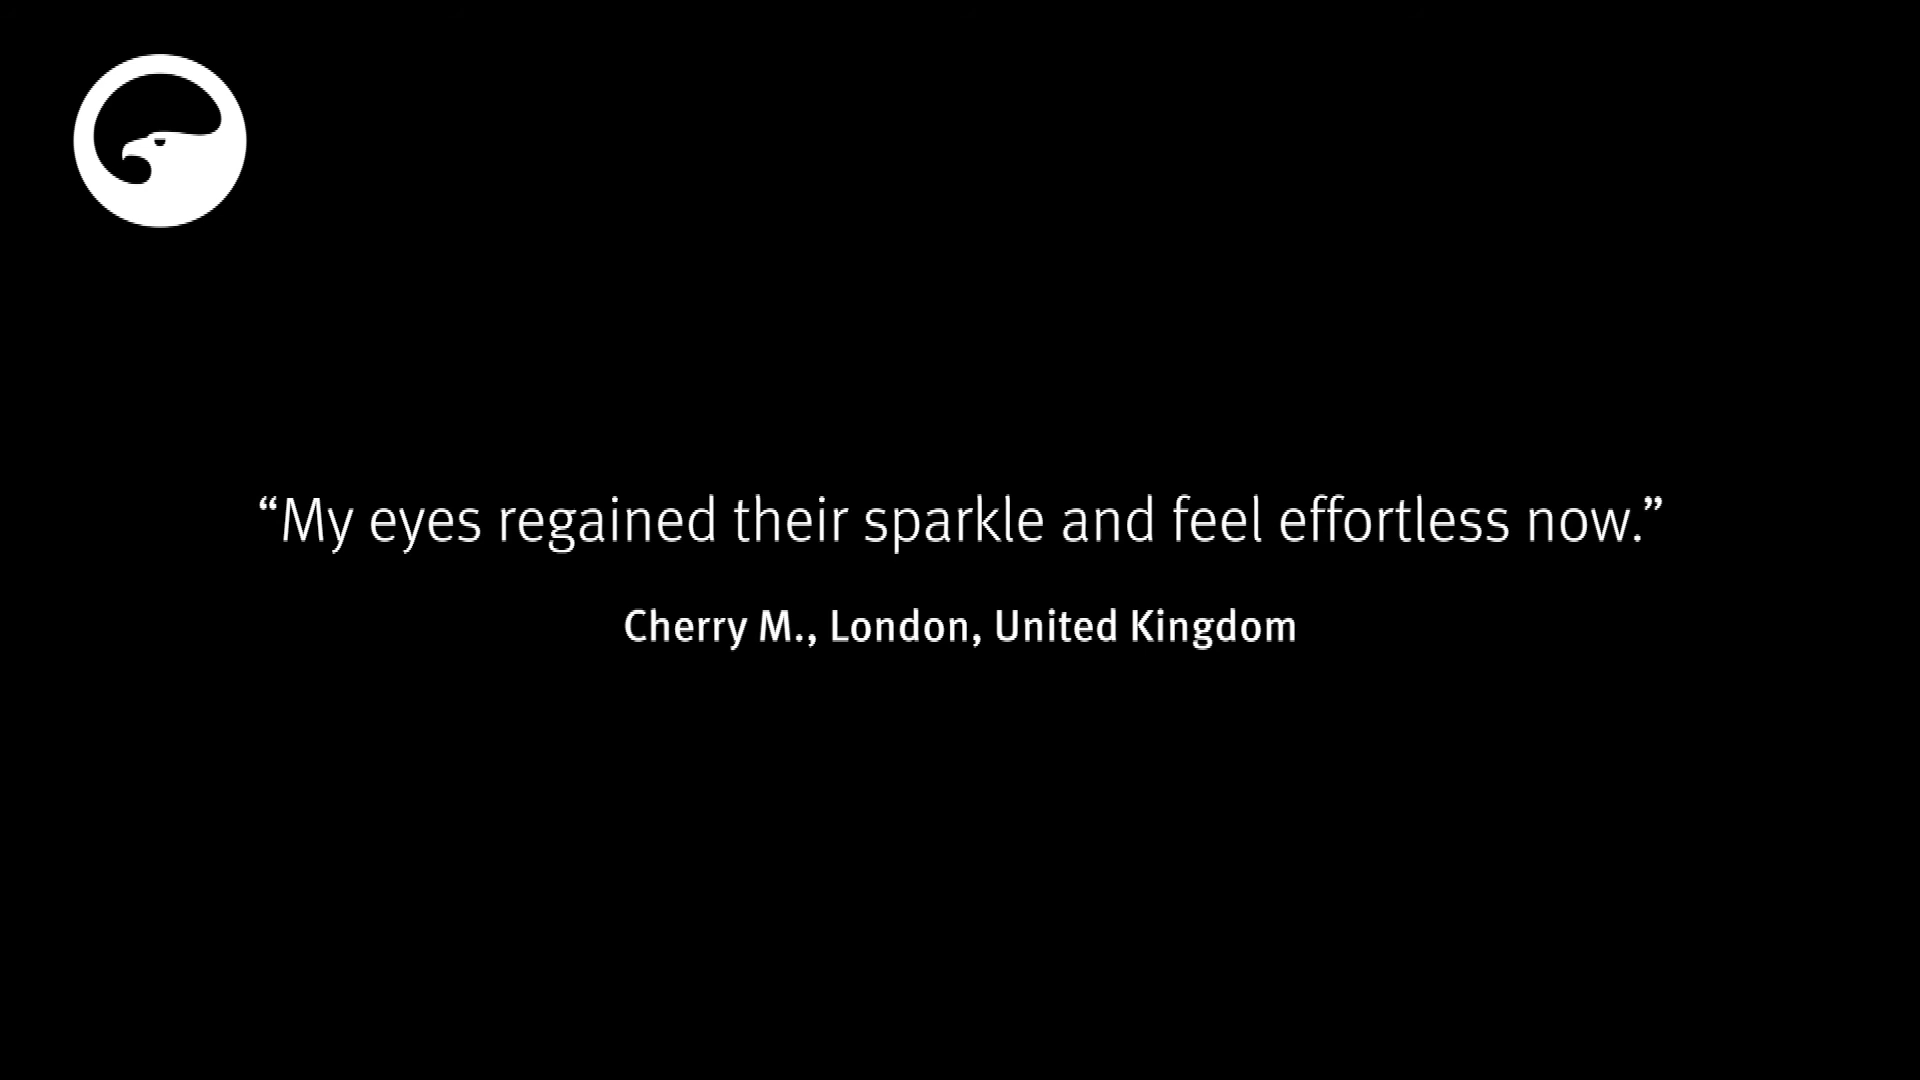 “My eyes regained their sparkle and feel effortless now.”
Cherry M., London, United Kingdom